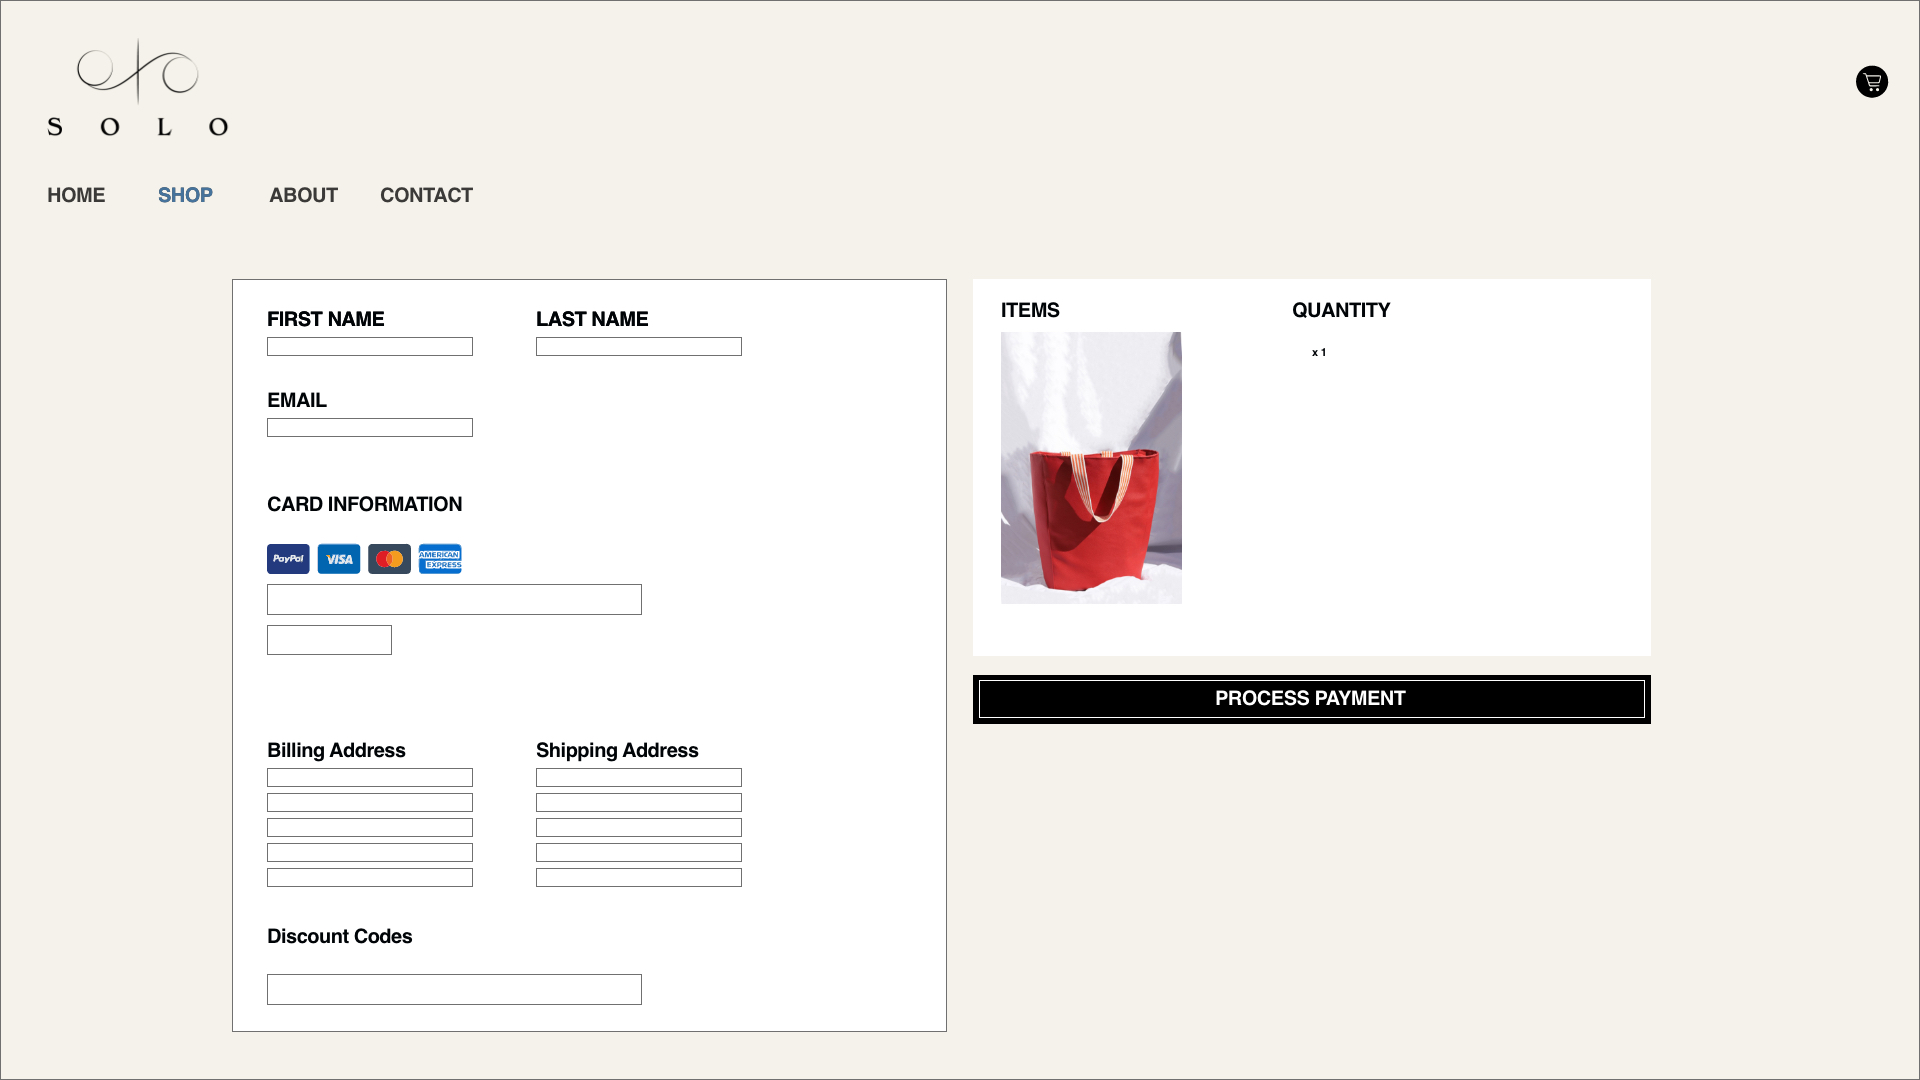 S O L O
HOME SHOP ABOUT CONTACT
FIRST NAME LAST NAME
EMAIL
CARD INFORMATION
PayPal VISA AMERICAN EXPRESS
Billing Address Shipping Address
Discount Codes
ITEMS QUANTITY
x 1
PROCESS PAYMENT